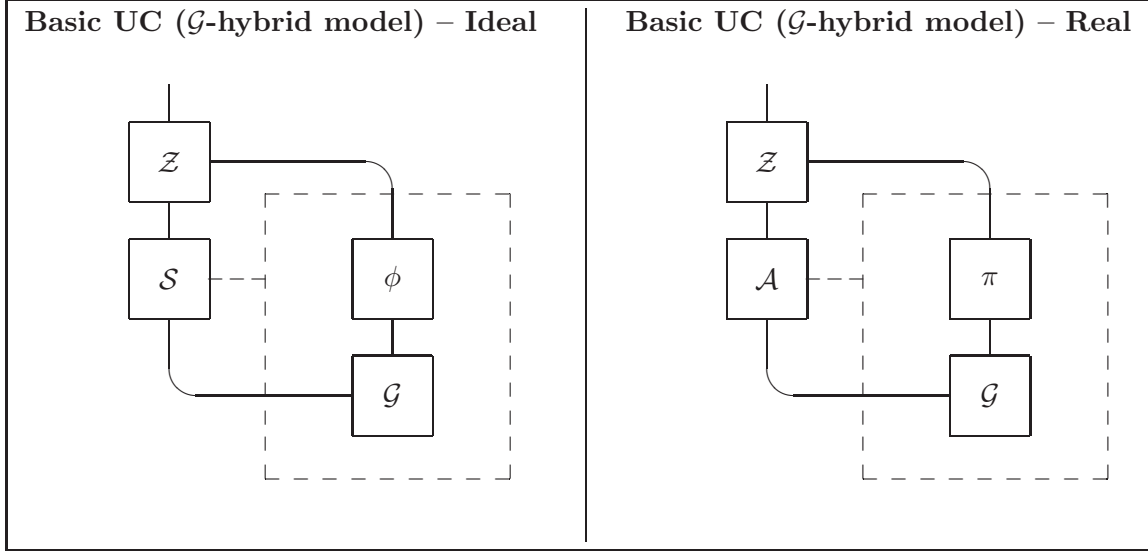 Basic UC (𝒢-hybrid model) – Ideal
𝒵
𝒮
ϕ
𝒢
Basic UC (𝒢-hybrid model) – Real
𝒵
𝒜
π
𝒢